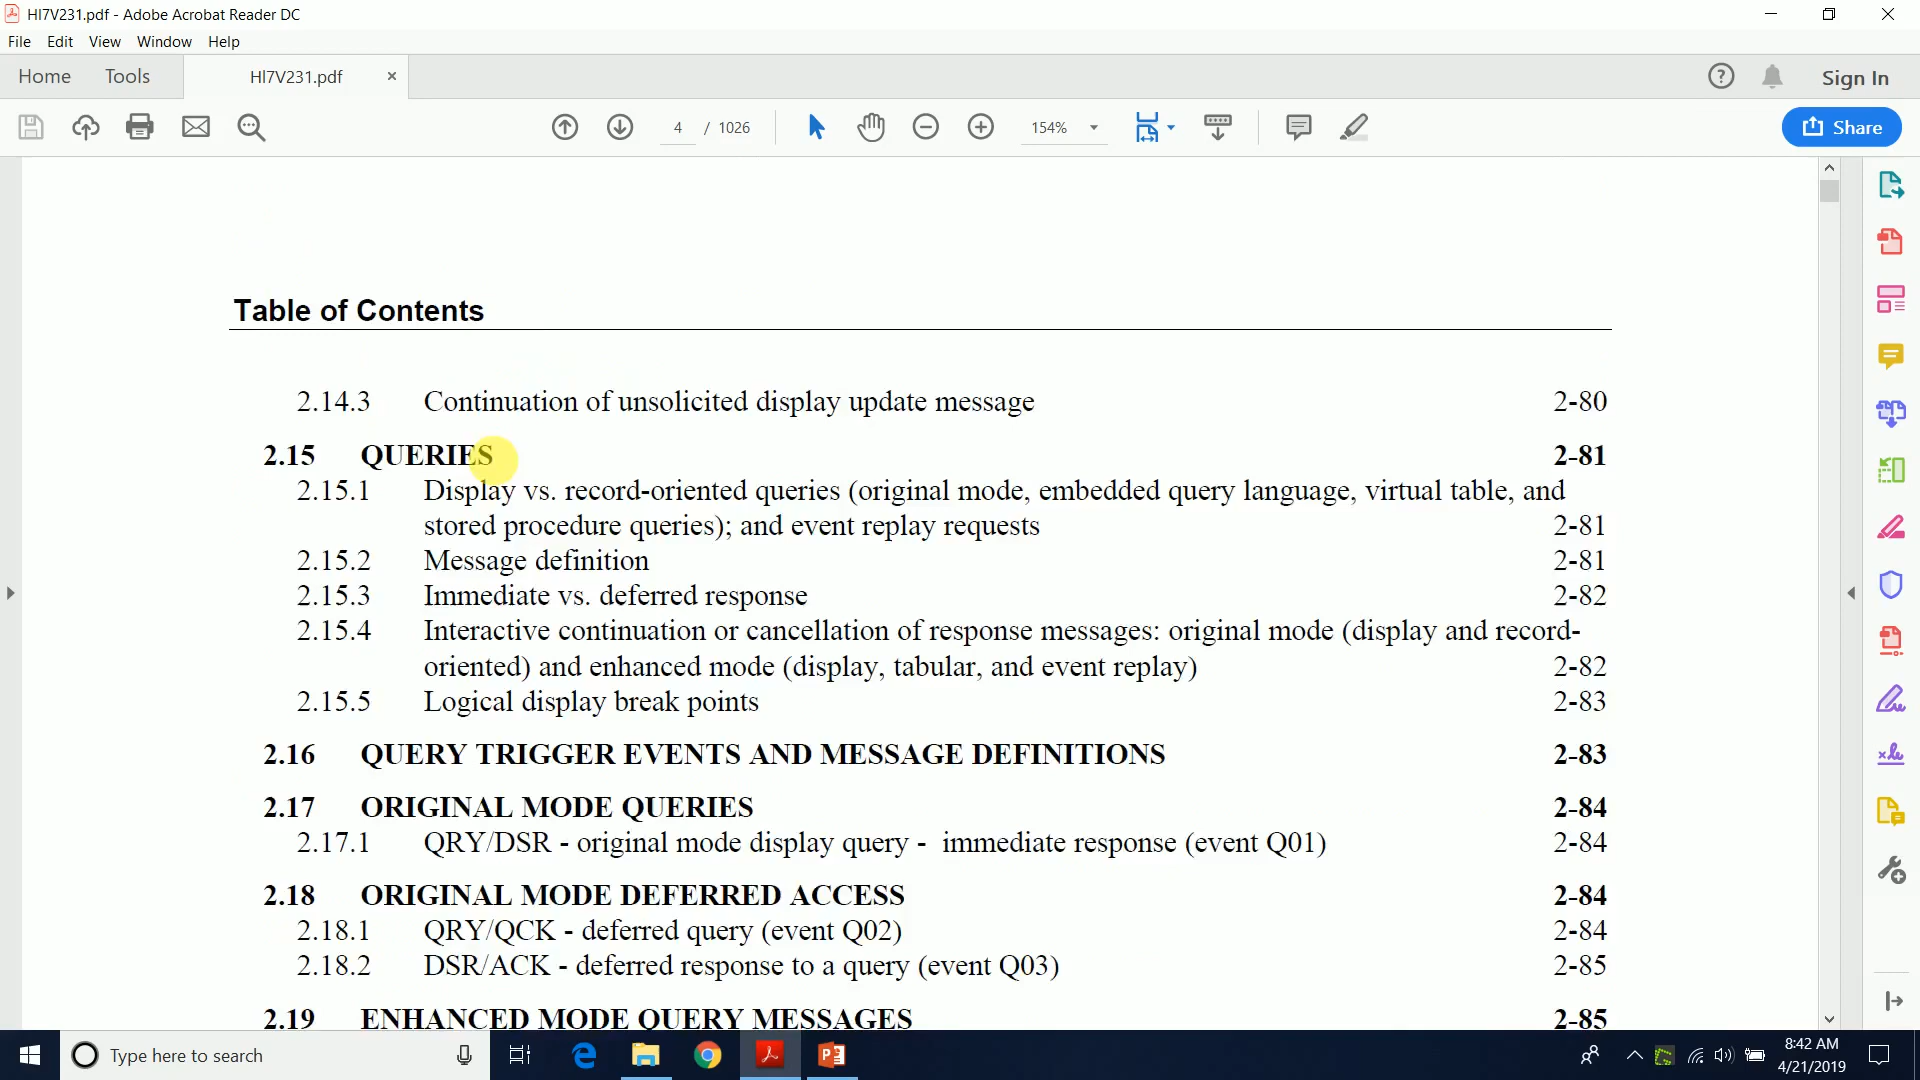 Hl7V231.pdf - Adobe Acrobat Reader DC
File Edit View Window Help
Home Tools Hl7V231.pdf × Sign In
4 / 1026 154% Share
Table of Contents
2.14.3 Continuation of unsolicited display update message 2-80
2.15 QUERIES 2-81
2.15.1 Display vs. record-oriented queries (original mode, embedded query language, virtual table, and
stored procedure queries); and event replay requests 2-81
2.15.2 Message definition 2-81
2.15.3 Immediate vs. deferred response 2-82
2.15.4 Interactive continuation or cancellation of response messages: original mode (display and record-
oriented) and enhanced mode (display, tabular, and event replay) 2-82
2.15.5 Logical display break points 2-83
2.16 QUERY TRIGGER EVENTS AND MESSAGE DEFINITIONS 2-83
2.17 ORIGINAL MODE QUERIES 2-84
2.17.1 QRY/DSR - original mode display query - immediate response (event Q01) 2-84
2.18 ORIGINAL MODE DEFERRED ACCESS 2-84
2.18.1 QRY/QCK - deferred query (event Q02) 2-84
2.18.2 DSR/ACK - deferred response to a query (event Q03) 2-85
2.19 ENHANCED MODE QUERY MESSAGES 2-85
Type here to search
8:42 AM
4/21/2019